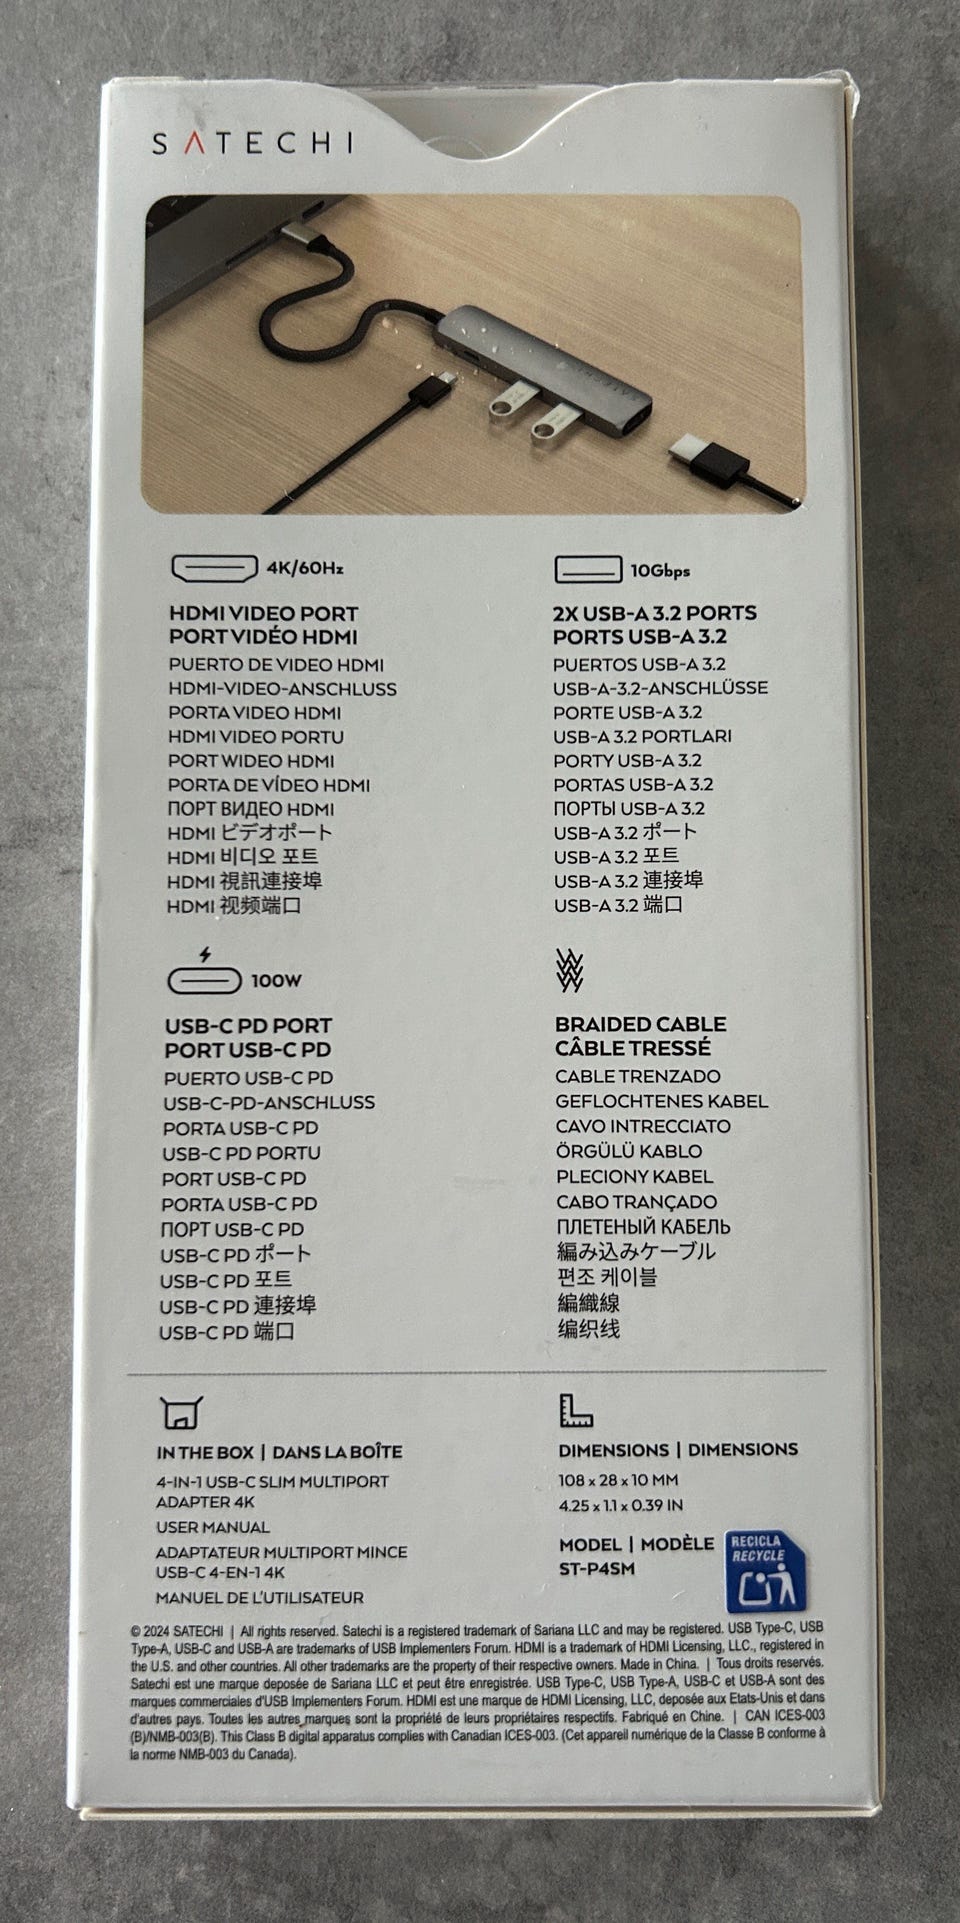 SATECHI
4K/60Hz
HDMI VIDEO PORT
PORT VIDÉO HDMI
PUERTO DE VIDEO HDMI
HDMI-VIDEO-ANSCHLUSS
PORTA VIDEO HDMI
HDMI VIDEO PORTU
PORT WIDEO HDMI
PORTA DE VÍDEO HDMI
ПОРТ ВИДЕО HDMI
HDMI ビデオポート
HDMI 비디오 포트
HDMI 視訊連接埠
HDMI 视频端口
10Gbps
2X USB-A 3.2 PORTS
PORTS USB-A 3.2
PUERTOS USB-A 3.2
USB-A-3.2-ANSCHLÜSSE
PORTE USB-A 3.2
USB-A 3.2 PORTLARI
PORTY USB-A 3.2
PORTAS USB-A 3.2
ПОРТЫ USB-A 3.2
USB-A 3.2 ポート
USB-A 3.2 포트
USB-A 3.2 連接埠
USB-A 3.2 端口
100W
USB-C PD PORT
PORT USB-C PD
PUERTO USB-C PD
USB-C-PD-ANSCHLUSS
PORTA USB-C PD
USB-C PD PORTU
PORT USB-C PD
PORTA USB-C PD
ПОРТ USB-C PD
USB-C PD ポート
USB-C PD 포트
USB-C PD 連接埠
USB-C PD 端口
BRAIDED CABLE
CÂBLE TRESSÉ
CABLE TRENZADO
GEFLOCHTENES KABEL
CAVO INTRECCIATO
ÖRGÜLÜ KABLO
PLECIONY KABEL
CABO TRANÇADO
ПЛЕТЕНЫЙ КАБЕЛЬ
編み込みケーブル
편조 케이블
編織線
编织线
IN THE BOX | DANS LA BOÎTE
4-IN-1 USB-C SLIM MULTIPORT
ADAPTER 4K
USER MANUAL
ADAPTATEUR MULTIPORT MINCE
USB-C 4-EN-1 4K
MANUEL DE L'UTILISATEUR
DIMENSIONS | DIMENSIONS
108 x 28 x 10 MM
4.25 x 1.1 x 0.39 IN
MODEL | MODÈLE
ST-P4SM
RECICLA
RECYCLE
© 2024 SATECHI | All rights reserved. Satechi is a registered trademark of Sariana LLC and may be registered. USB Type-C, USB
Type-A, USB-C and USB-A are trademarks of USB Implementers Forum. HDMI is a trademark of HDMI Licensing, LLC., registered in
the U.S. and other countries. All other trademarks are the property of their respective owners. Made in China. | Tous droits reservés.
Satechi est une marque deposée de Sariana LLC et peut être enregistrée. USB Type-C, USB Type-A, USB-C et USB-A sont des
marques commerciales d'USB Implementers Forum. HDMI est une marque de HDMI Licensing, LLC, deposée aux Etats-Unis et dans
d'autres pays. Toutes les autres marques sont la propriété de leurs propriétaires respectifs. Fabriqué en Chine. | CAN ICES-003
(B)/NMB-003(B). This Class B digital apparatus complies with Canadian ICES-003. (Cet appareil numérique de la Classe B conforme à
la norme NMB-003 du Canada).